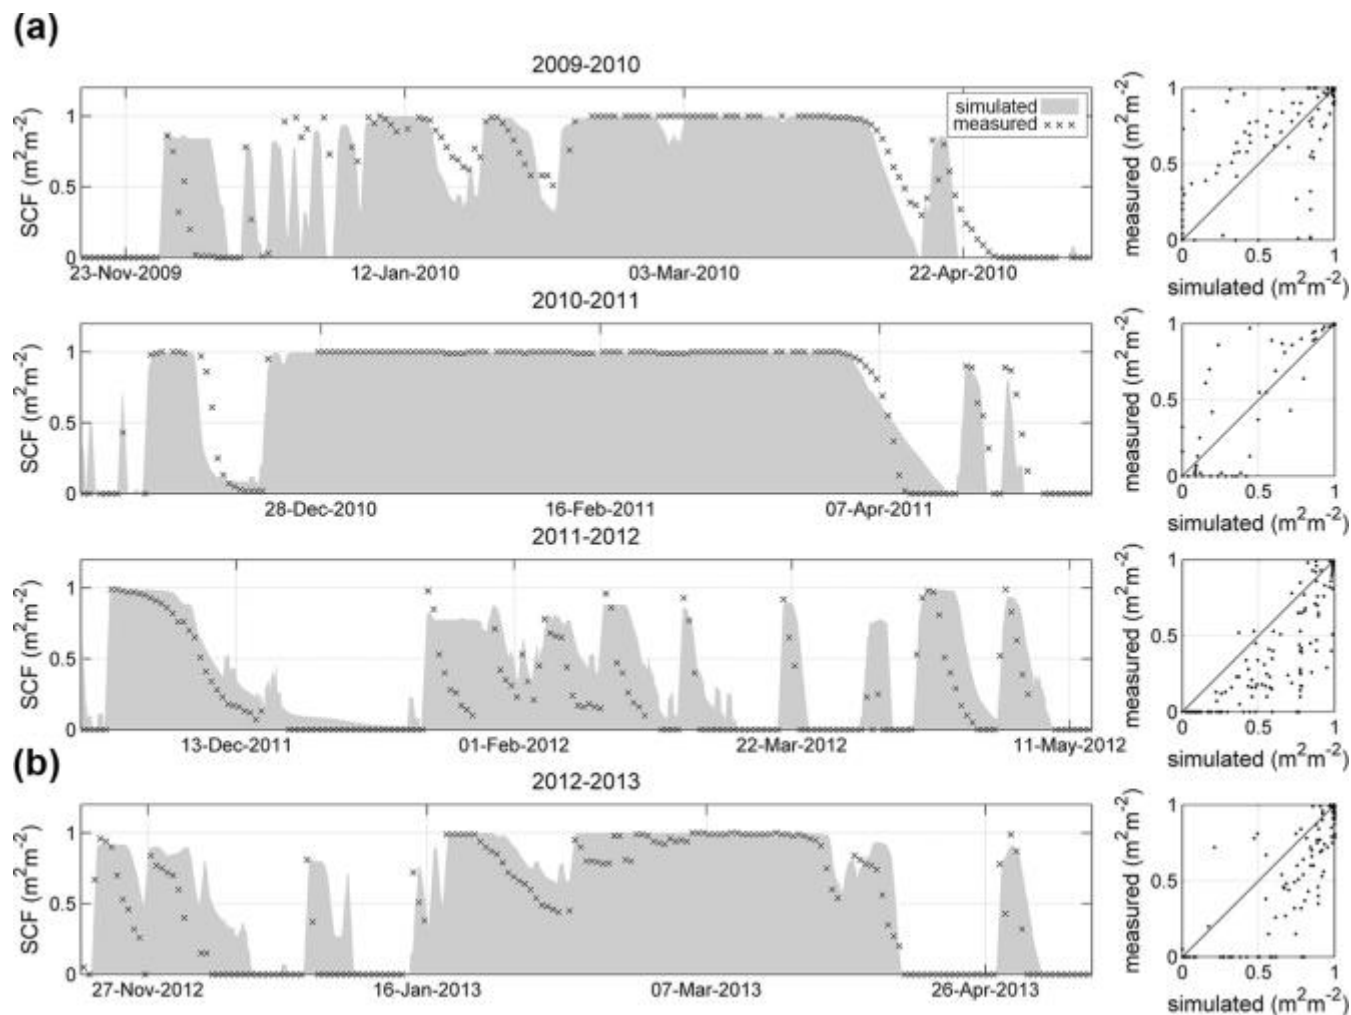 (a)
2009-2010
SCF (m²m⁻²)
1
0.5
0
simulated
measured
23-Nov-2009
12-Jan-2010
03-Mar-2010
22-Apr-2010
measured (m²m⁻²)
1
0.5
0
0
0.5
1
simulated (m²m⁻²)
2010-2011
SCF (m²m⁻²)
1
0.5
0
28-Dec-2010
16-Feb-2011
07-Apr-2011
measured (m²m⁻²)
1
0.5
0
0
0.5
1
simulated (m²m⁻²)
2011-2012
SCF (m²m⁻²)
1
0.5
0
13-Dec-2011
01-Feb-2012
22-Mar-2012
11-May-2012
measured (m²m⁻²)
1
0.5
0
0
0.5
1
simulated (m²m⁻²)
(b)
2012-2013
SCF (m²m⁻²)
1
0.5
0
27-Nov-2012
16-Jan-2013
07-Mar-2013
26-Apr-2013
measured (m²m⁻²)
1
0.5
0
0
0.5
1
simulated (m²m⁻²)